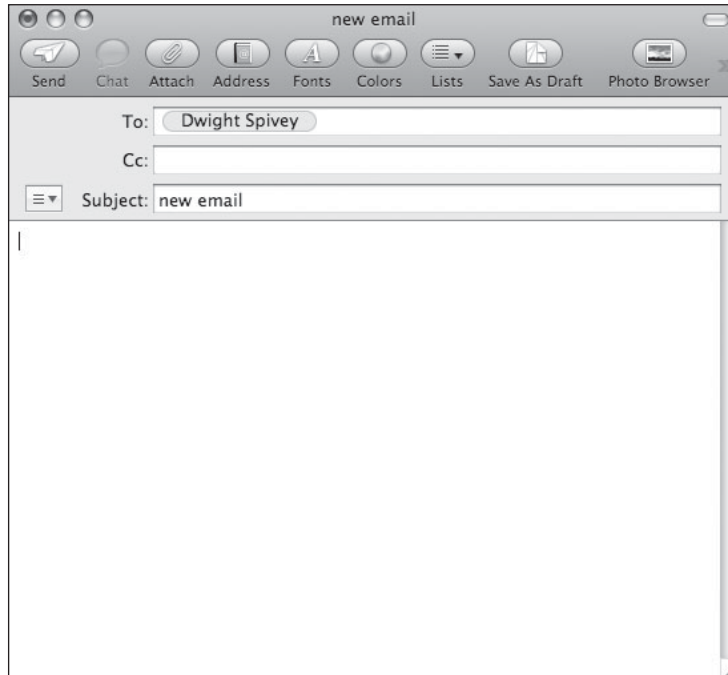 new email
Send Chat Attach Address Fonts Colors Lists Save As Draft Photo Browser
To: Dwight Spivey
Cc:
Subject: new email